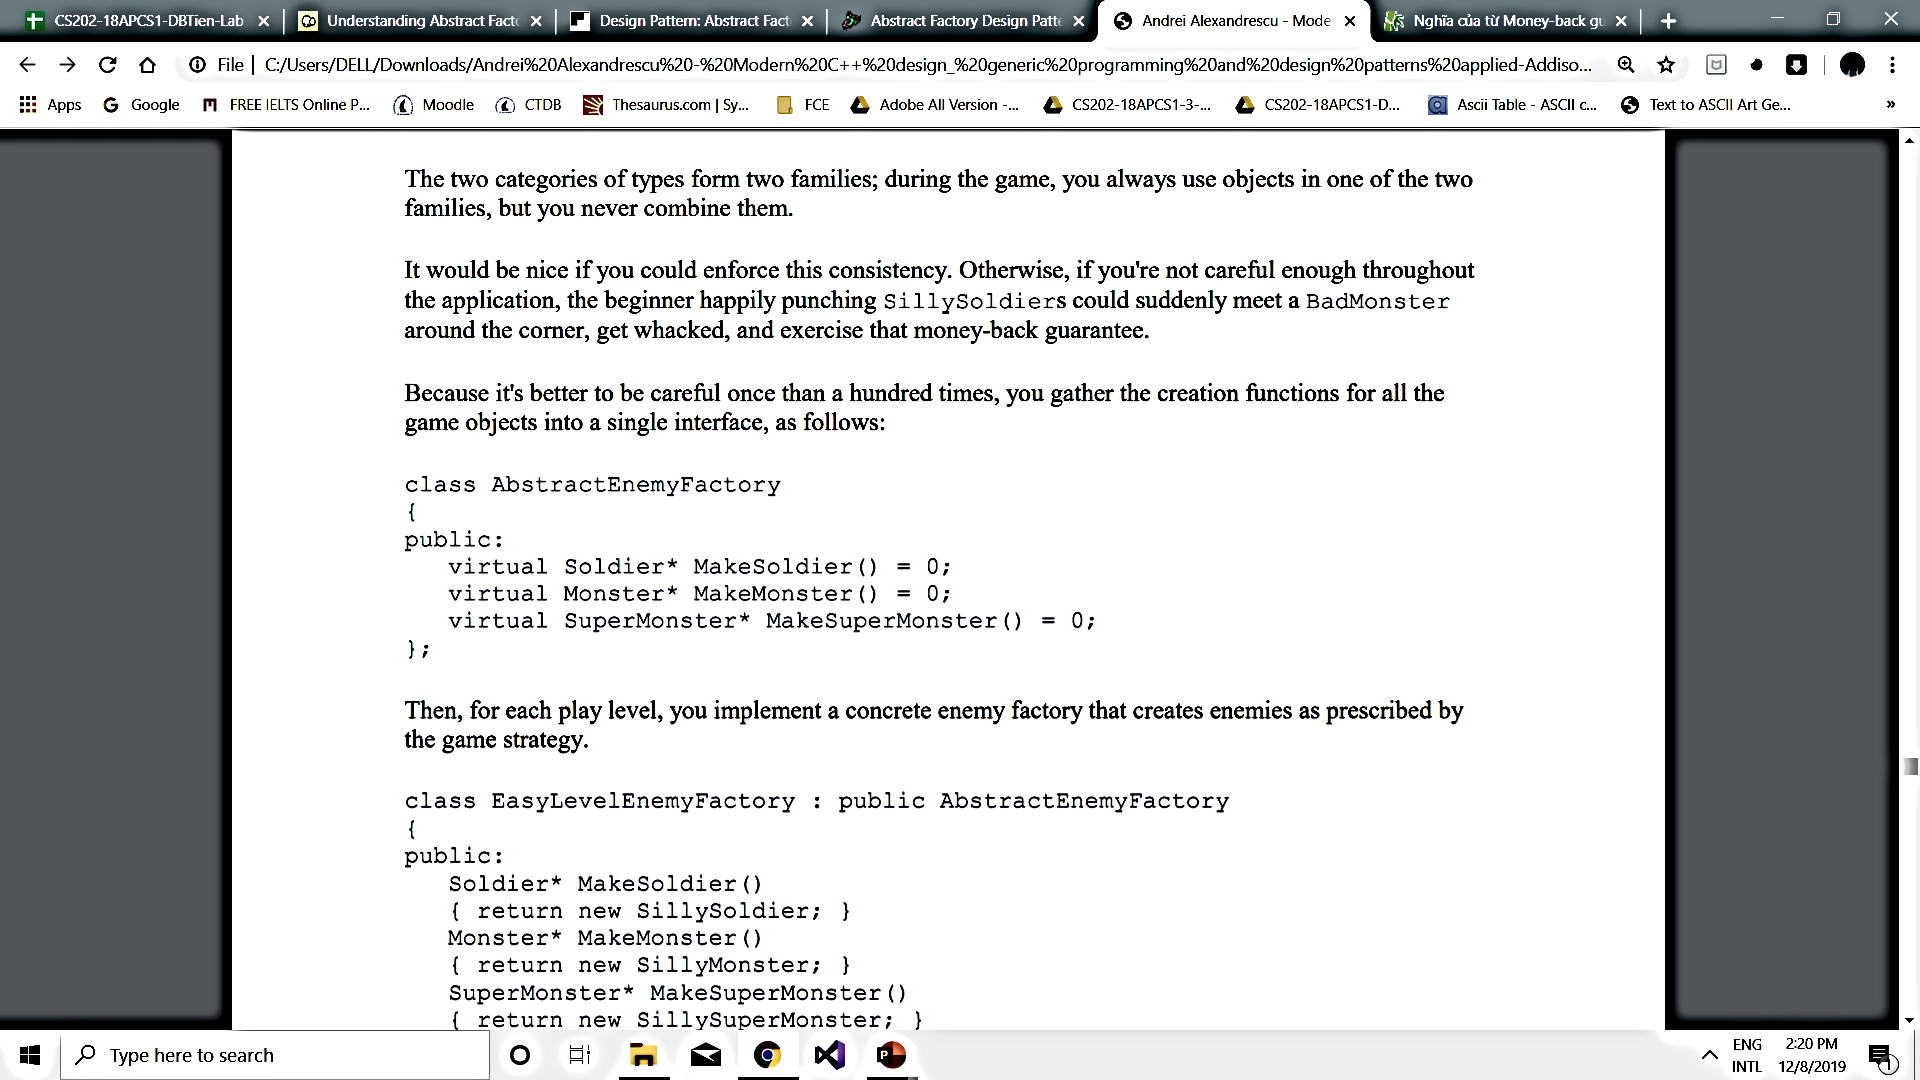 CS202-18APCS1-DBTien-Lab
Understanding Abstract Facto
Design Pattern: Abstract Fact
Abstract Factory Design Patte
Andrei Alexandrescu - Mode
Nghĩa của từ Money-back gu
File | C:/Users/DELL/Downloads/Andrei%20Alexandrescu%20-%20Modern%20C++%20design_%20generic%20programming%20and%20design%20patterns%20applied-Addiso...
Apps
Google
FREE IELTS Online P...
Moodle
CTDB
Thesaurus.com | Sy...
FCE
Adobe All Version -...
CS202-18APCS1-3-...
CS202-18APCS1-D...
Ascii Table - ASCII c...
Text to ASCII Art Ge...
»
The two categories of types form two families; during the game, you always use objects in one of the two
families, but you never combine them.
It would be nice if you could enforce this consistency. Otherwise, if you're not careful enough throughout
the application, the beginner happily punching SillySoldiers could suddenly meet a BadMonster
around the corner, get whacked, and exercise that money-back guarantee.
Because it's better to be careful once than a hundred times, you gather the creation functions for all the
game objects into a single interface, as follows:
class AbstractEnemyFactory
{
public:
virtual Soldier* MakeSoldier() = 0;
virtual Monster* MakeMonster() = 0;
virtual SuperMonster* MakeSuperMonster() = 0;
};
Then, for each play level, you implement a concrete enemy factory that creates enemies as prescribed by
the game strategy.
class EasyLevelEnemyFactory : public AbstractEnemyFactory
{
public:
Soldier* MakeSoldier()
{ return new SillySoldier; }
Monster* MakeMonster()
{ return new SillyMonster; }
SuperMonster* MakeSuperMonster()
{ return new SillySuperMonster; }
Type here to search
ENG
INTL
2:20 PM
12/8/2019
1